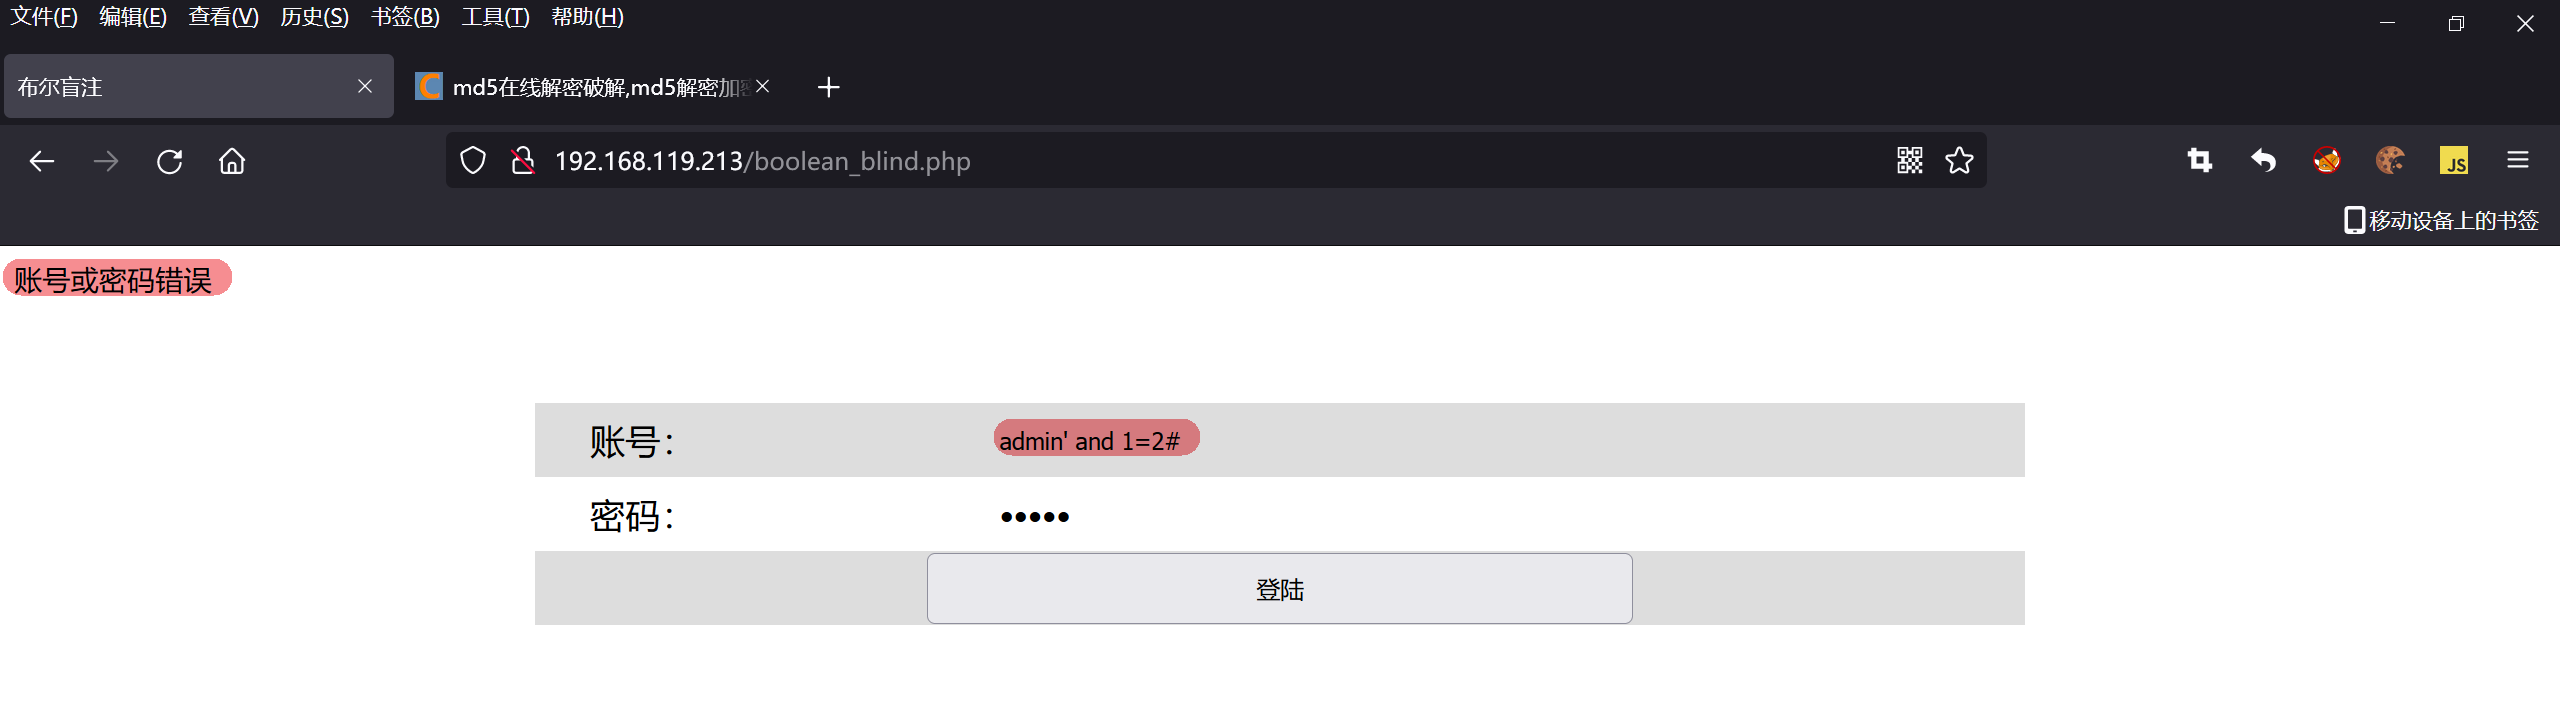 文件(F) 编辑(E) 查看(V) 历史(S) 书签(B) 工具(T) 帮助(H)
布尔盲注 md5在线解密破解,md5解密加密
192.168.119.213/boolean_blind.php
JS
移动设备上的书签
账号或密码错误
账号： admin' and 1=2#
密码： •••••
登陆